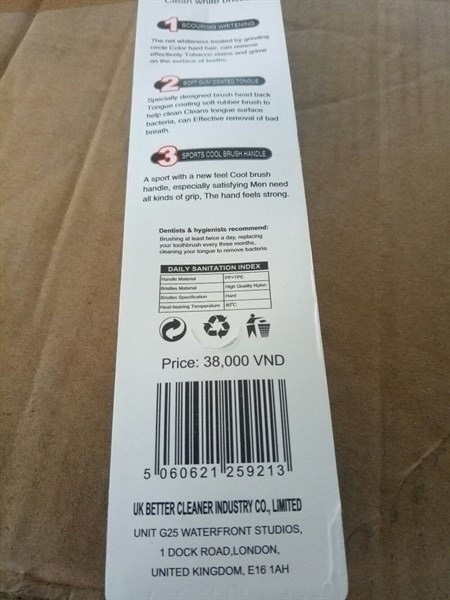 Clean white
1 SCOURING WHITENING
The net whiteness treated by grinding
circle Color hard hair, can remove
effectively Tobacco stains and grime
on the surface of tooths
2 SOFT GUM COATED TONGUE
Specially designed brush head back
Tongue coating soft rubber brush to
help clean Cleans tongue surface
bacteria, can Effective removal of bad
breath.
3 SPORTS COOL BRUSH HANDLE
A sport with a new feel Cool brush
handle, especially satisfying Men need
all kinds of grip, The hand feels strong.
Dentists & hygienists recommend:
Brushing at least twice a day, replacing
your toothbrush every three months,
cleaning your tongue to remove bacteria.
DAILY SANITATION INDEX
Handle Material PP+TPE
Bristles Material High Quality Nylon
Bristles Specification Hard
Heat-bearing Temperature 80°C
Price: 38,000 VND
5 060621 259213
UK BETTER CLEANER INDUSTRY CO., LIMITED
UNIT G25 WATERFRONT STUDIOS,
1 DOCK ROAD,LONDON,
UNITED KINGDOM, E16 1AH